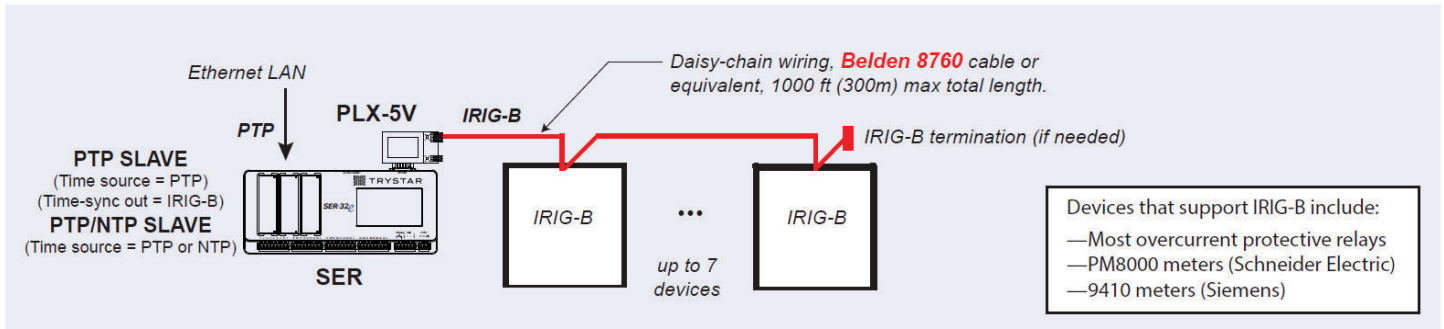 Ethernet LAN
PTP
PLX-5V
IRIG-B
Daisy-chain wiring, Belden 8760 cable or
equivalent, 1000 ft (300m) max total length.
IRIG-B termination (if needed)
PTP SLAVE
(Time source = PTP)
(Time-sync out = IRIG-B)
PTP/NTP SLAVE
(Time source = PTP or NTP)
TRYSTAR
SER-32e
SER
IRIG-B
...
up to 7
devices
IRIG-B
Devices that support IRIG-B include:
—Most overcurrent protective relays
—PM8000 meters (Schneider Electric)
—9410 meters (Siemens)